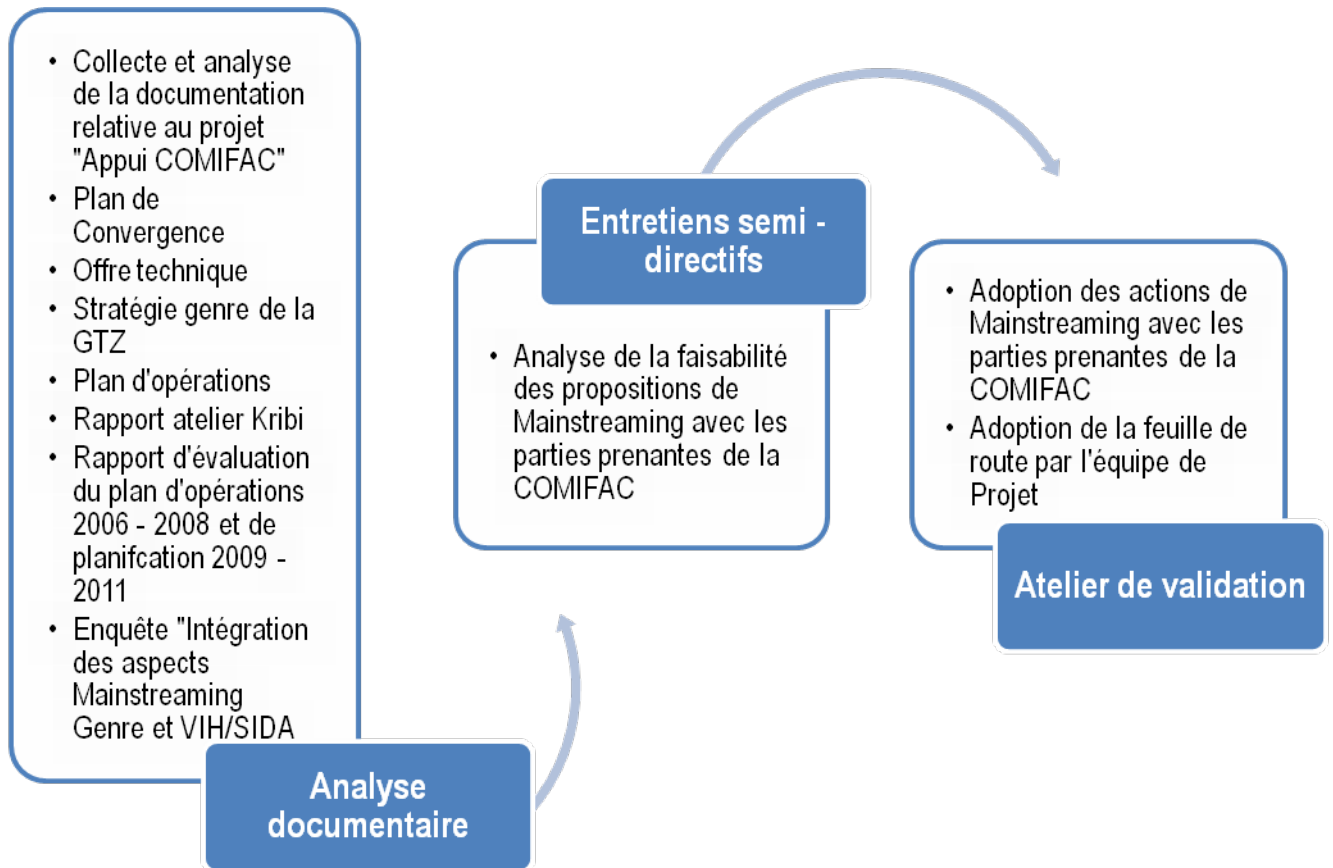 • Collecte et analyse
de la documentation
relative au projet
"Appui COMIFAC"
• Plan de
Convergence
• Offre technique
• Stratégie genre de la
GTZ
• Plan d'opérations
• Rapport atelier Kribi
• Rapport d'évaluation
du plan d'opérations
2006 - 2008 et de
planifcation 2009 -
2011
• Enquête "Intégration
des aspects
Mainstreaming
Genre et VIH/SIDA
Analyse
documentaire
Entretiens semi -
directifs
• Analyse de la faisabilité
des propositions de
Mainstreaming avec les
parties prenantes de la
COMIFAC
• Adoption des actions de
Mainstreaming avec les
parties prenantes de la
COMIFAC
• Adoption de la feuille de
route par l'équipe de
Projet
Atelier de validation